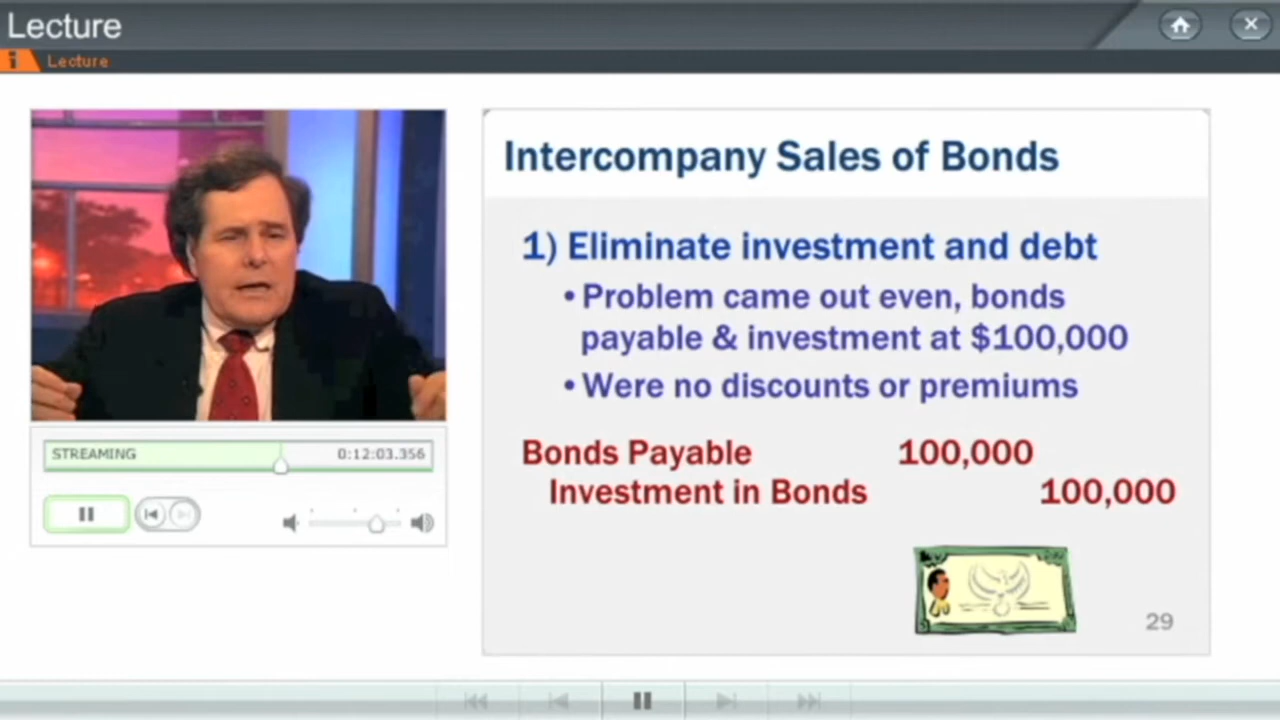 Lecture
i Lecture
STREAMING 0:12:03.356
Intercompany Sales of Bonds
1) Eliminate investment and debt
• Problem came out even, bonds
payable & investment at $100,000
• Were no discounts or premiums
Bonds Payable 100,000
Investment in Bonds 100,000
29